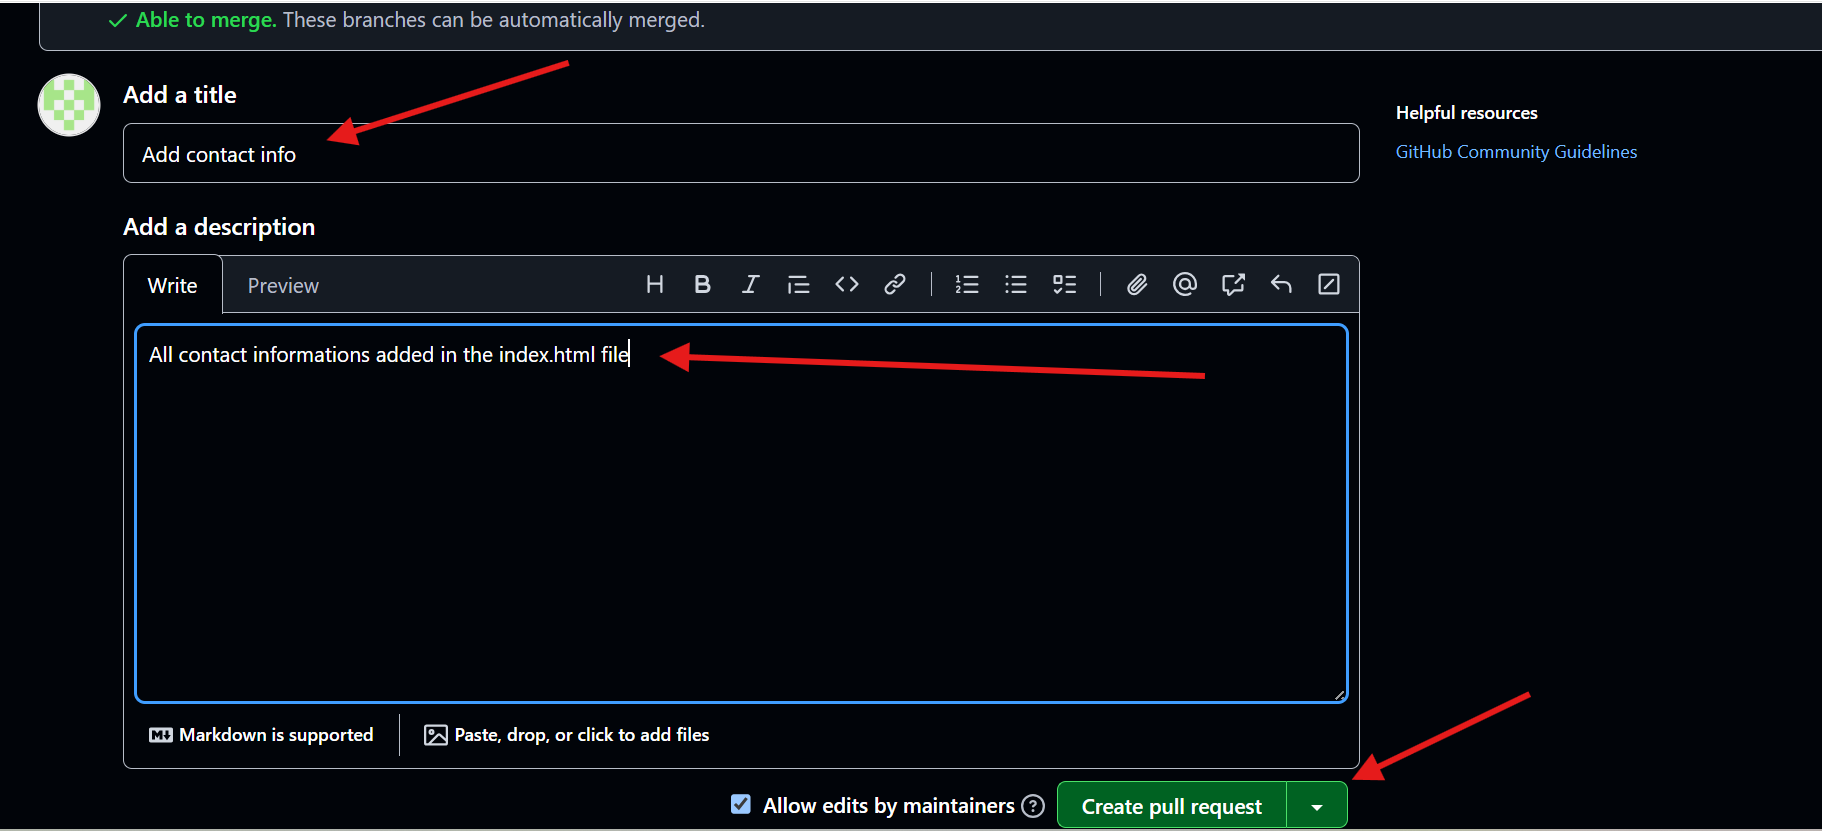 Able to merge. These branches can be automatically merged.
Add a title
Helpful resources
Add contact info
GitHub Community Guidelines
Add a description
Write Preview
All contact informations added in the index.html file
Markdown is supported Paste, drop, or click to add files
Allow edits by maintainers Create pull request